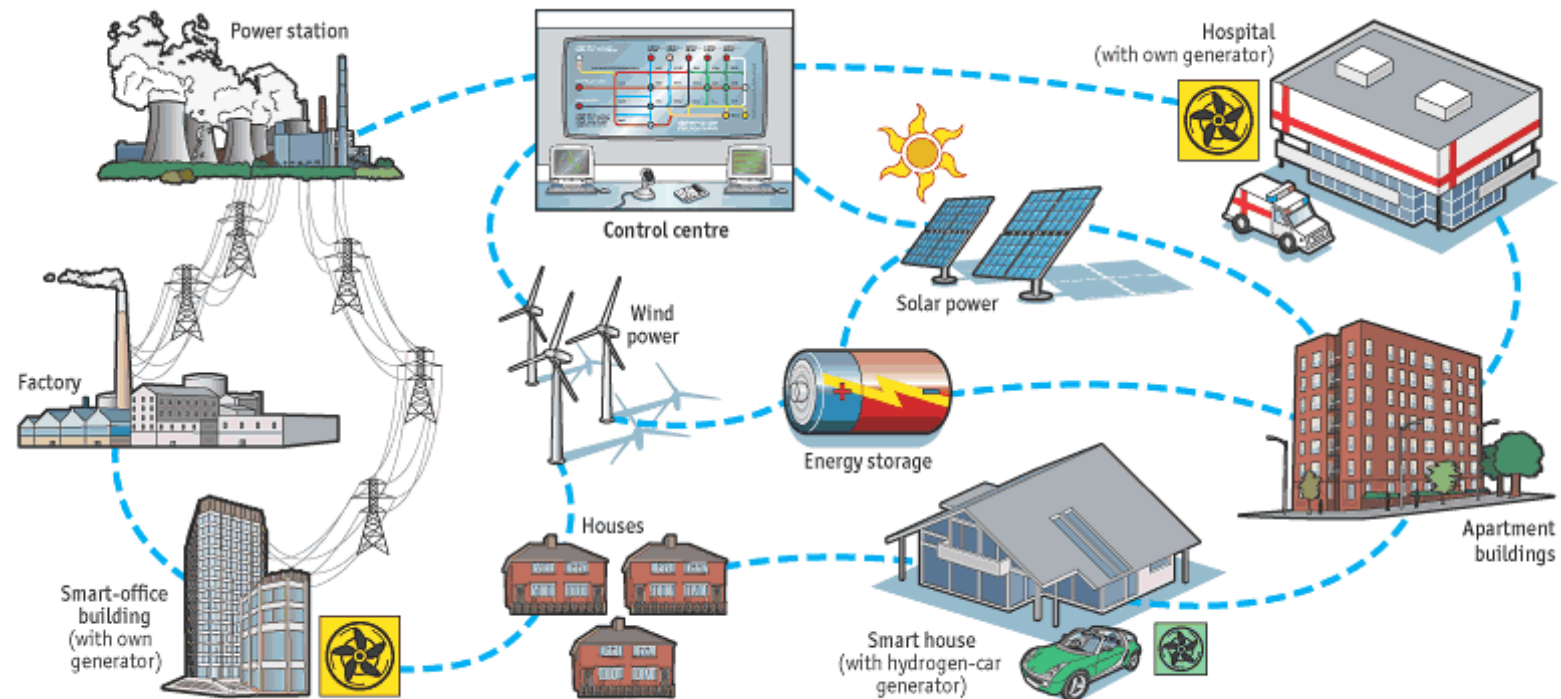 Power station
Hospital
(with own generator)
Control centre
Solar power
Wind
power
Factory
Energy storage
Houses
Apartment
buildings
Smart-office
building
(with own
generator)
Smart house
(with hydrogen-car
generator)
+
-